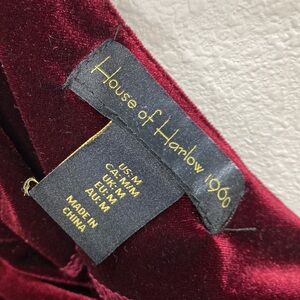 House of Harlow 1960
US:M
CA:M/M
UK:M
EU:M
AU:M
MADE IN
CHINA